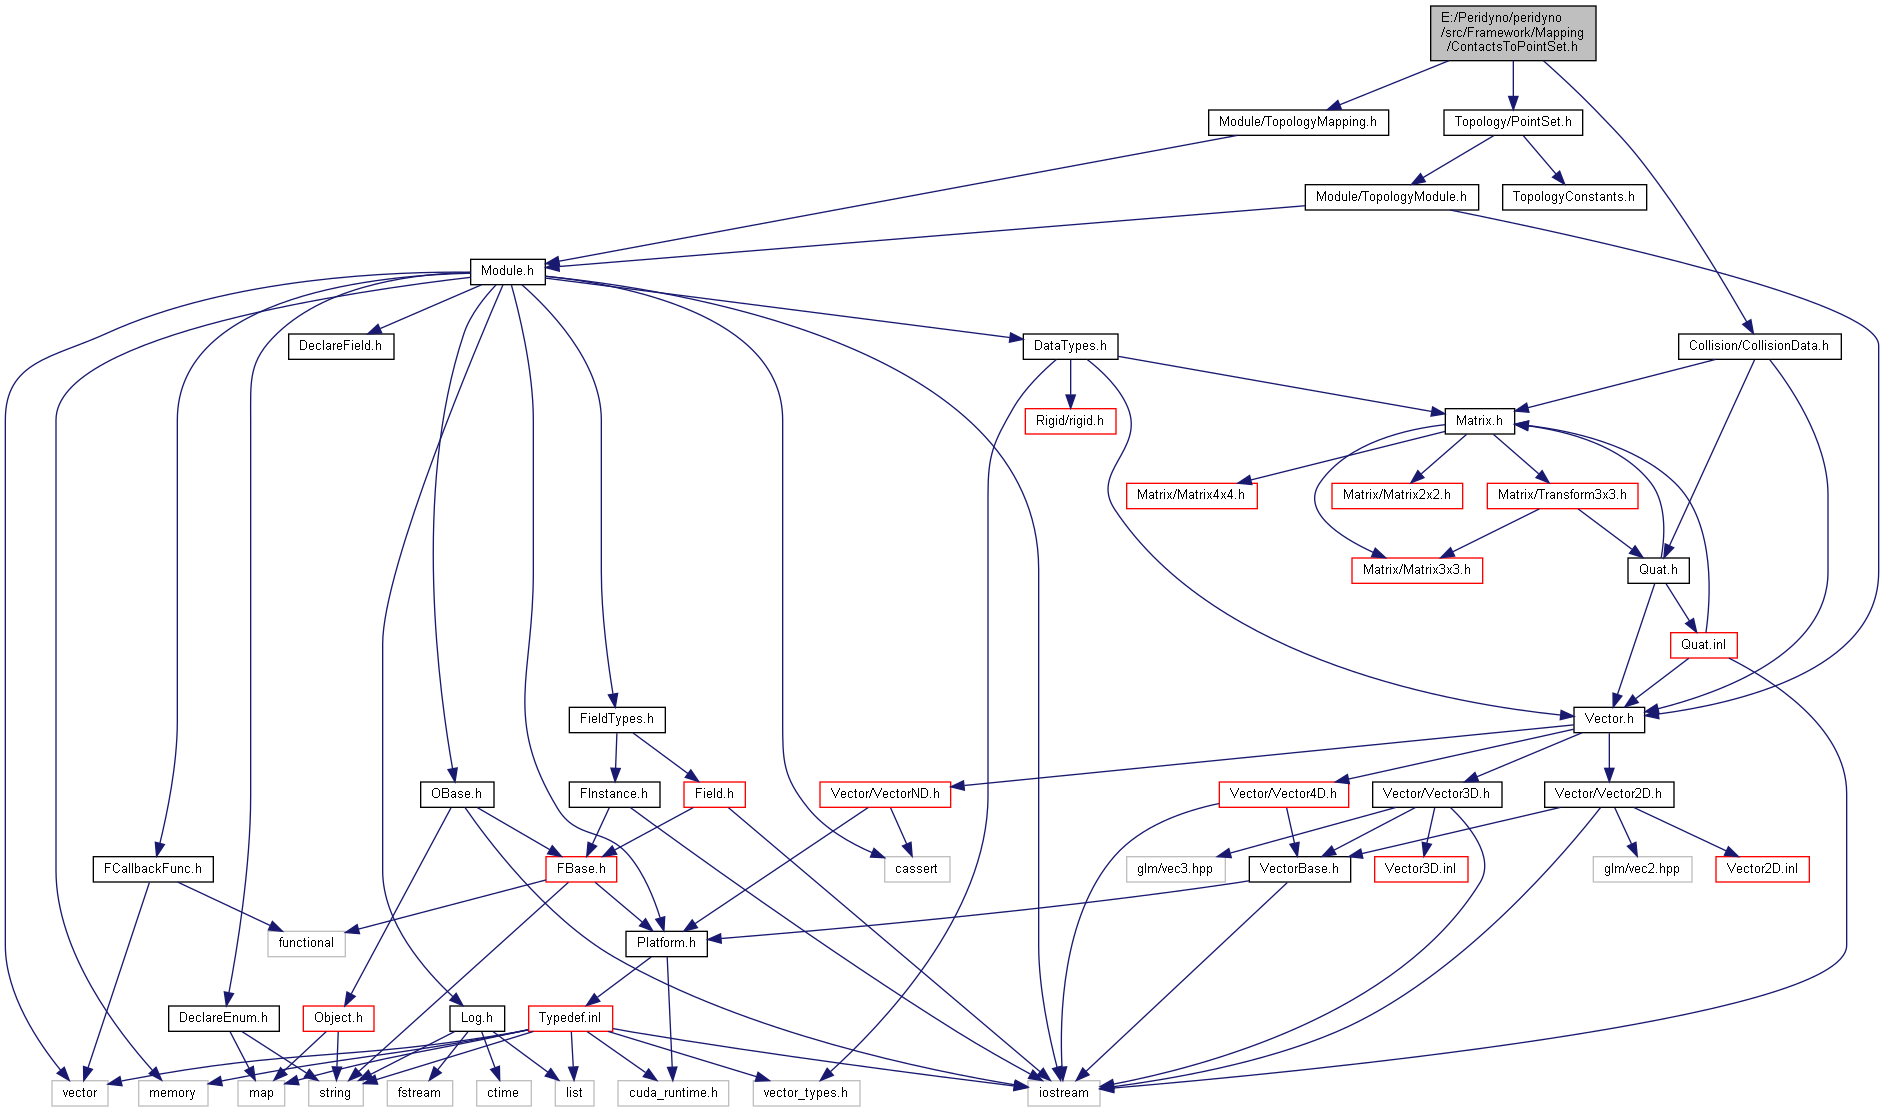 E:/Peridyno/peridyno
/src/Framework/Mapping
/ContactsToPointSet.h
Module/TopologyMapping.h
Topology/PointSet.h
Module/TopologyModule.h
TopologyConstants.h
Module.h
DeclareField.h
DataTypes.h
Collision/CollisionData.h
Rigid/rigid.h
Matrix.h
Matrix/Matrix4x4.h
Matrix/Matrix2x2.h
Matrix/Transform3x3.h
Matrix/Matrix3x3.h
Quat.h
Quat.inl
FieldTypes.h
Vector.h
OBase.h
FInstance.h
Field.h
Vector/VectorND.h
Vector/Vector4D.h
Vector/Vector3D.h
Vector/Vector2D.h
FCallbackFunc.h
FBase.h
cassert
glm/vec3.hpp
VectorBase.h
Vector3D.inl
glm/vec2.hpp
Vector2D.inl
functional
Platform.h
DeclareEnum.h
Object.h
Log.h
Typedef.inl
vector
memory
map
string
fstream
ctime
list
cuda_runtime.h
vector_types.h
iostream